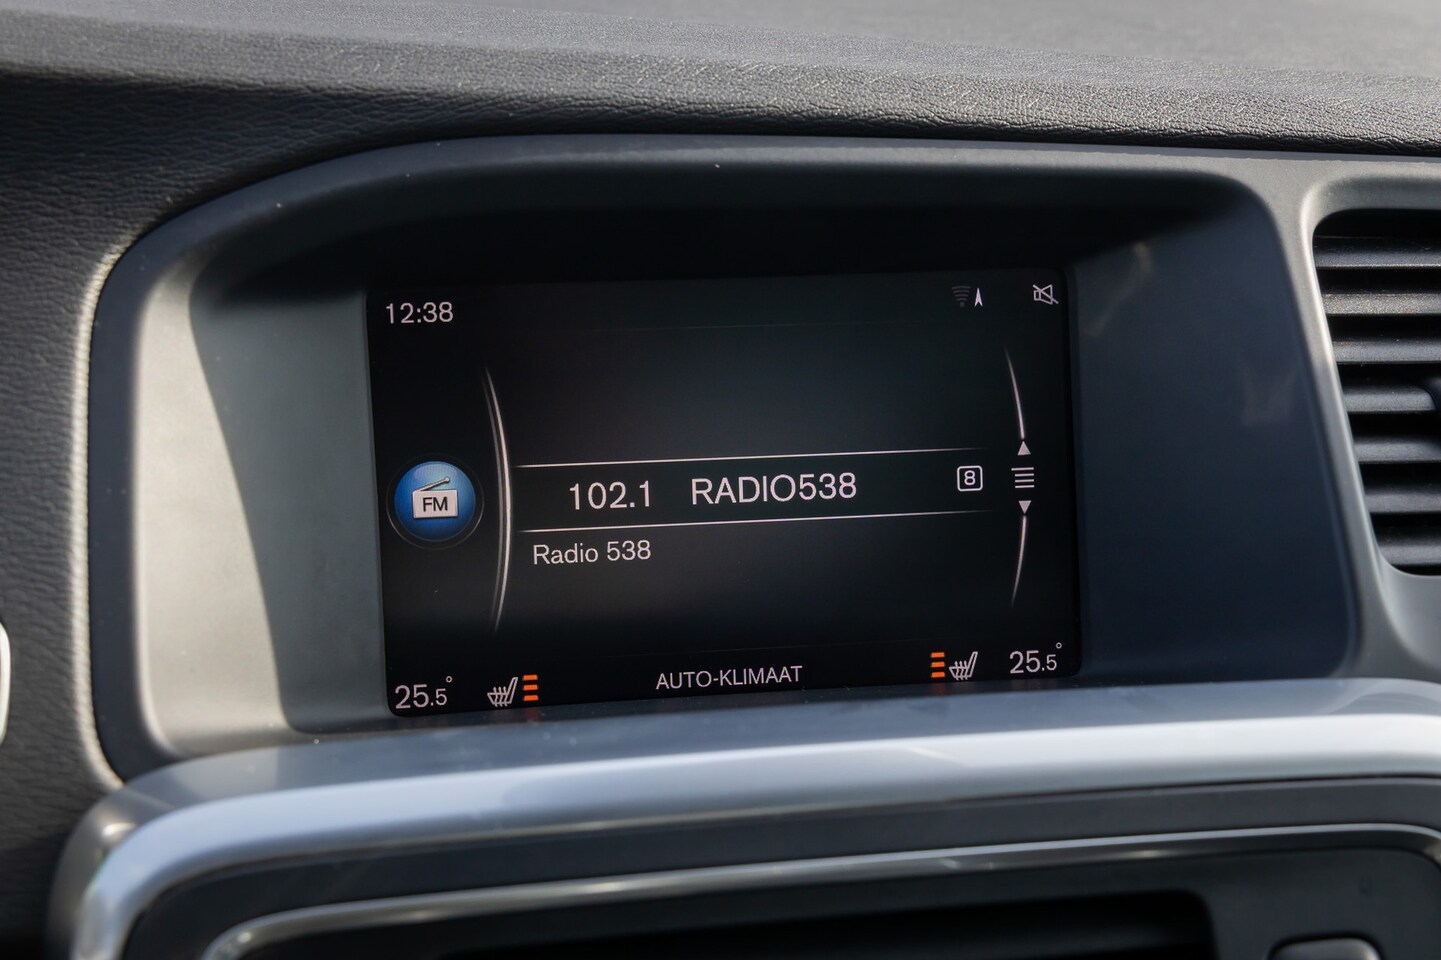 12:38
FM
102.1 RADIO538 8
Radio 538
25.5° AUTO-KLIMAAT 25.5°